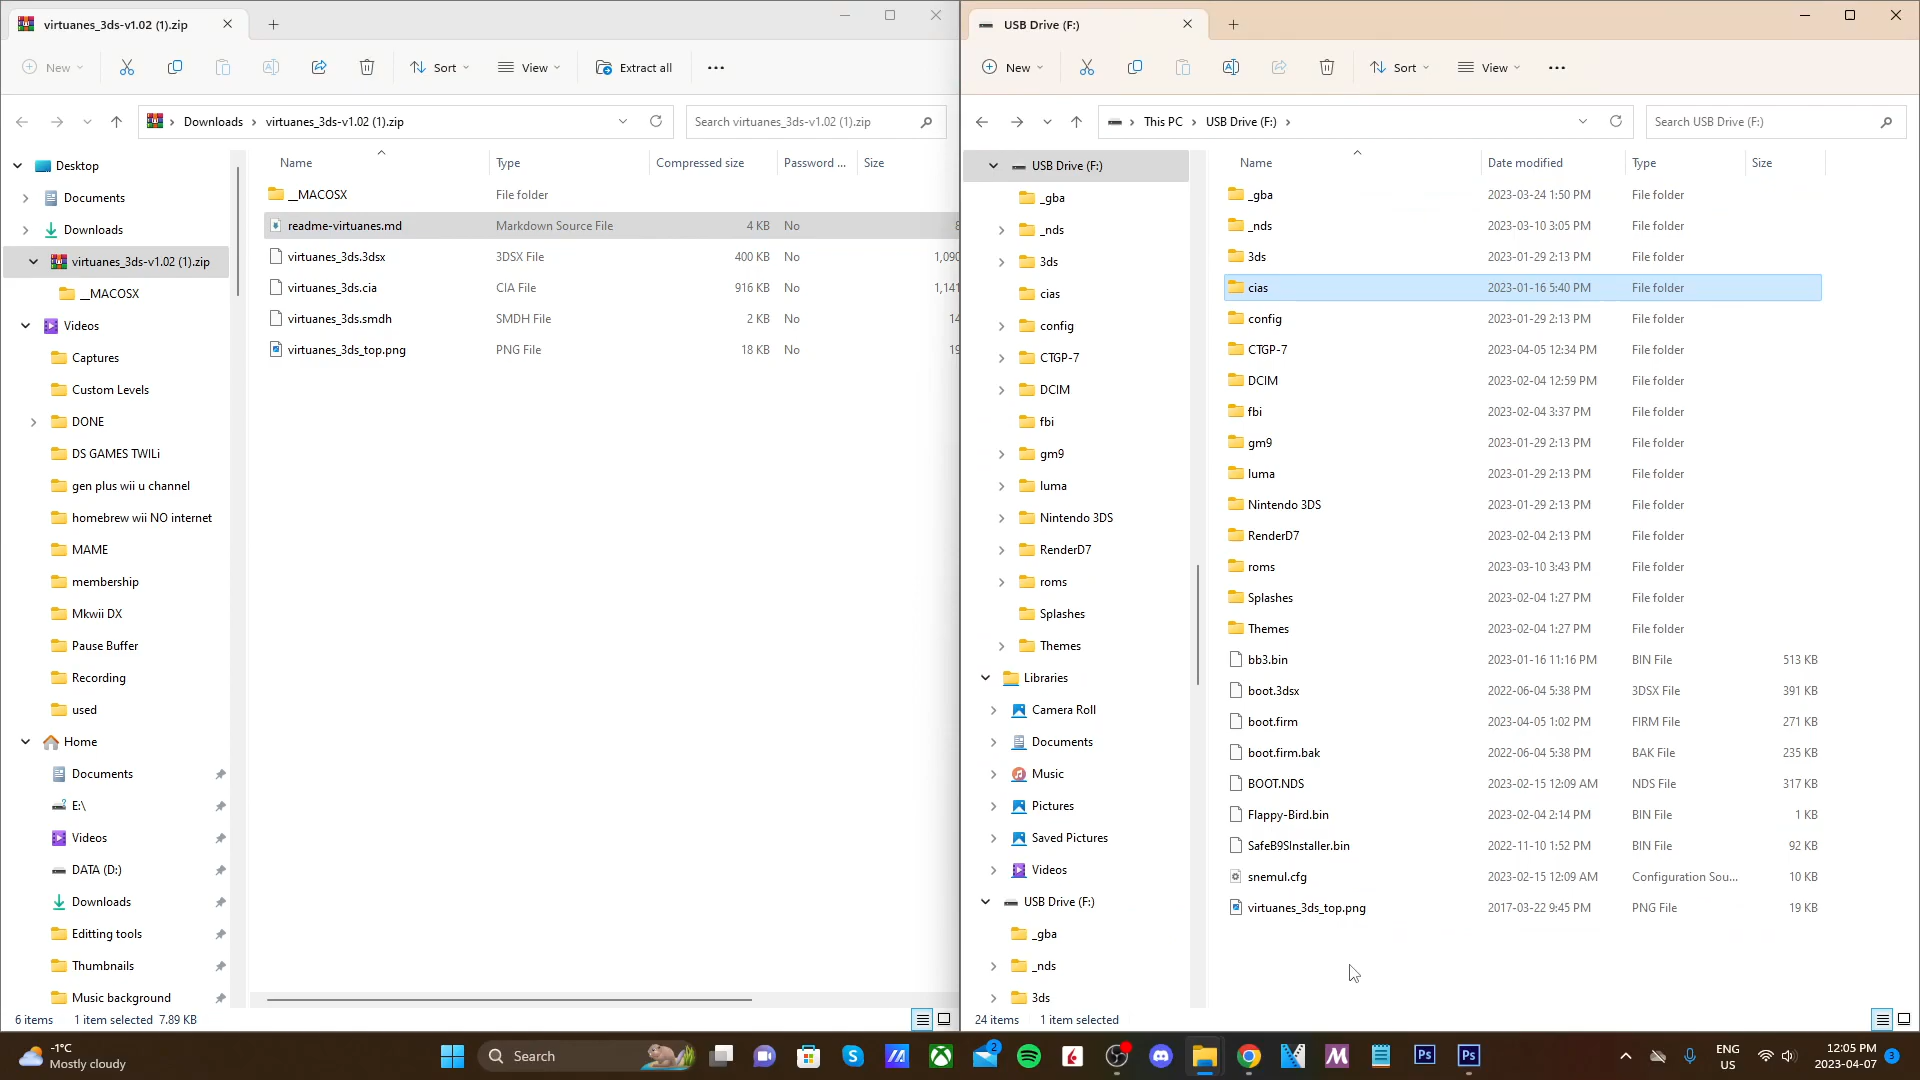 virtuanes_3ds-v1.02 (1).zip
New
Sort
View
Extract all
Downloads
virtuanes_3ds-v1.02 (1).zip
Search virtuanes_3ds-v1.02 (1).zip
Desktop
Documents
Downloads
virtuanes_3ds-v1.02 (1).zip
__MACOSX
Videos
Captures
Custom Levels
DONE
DS GAMES TWILi
gen plus wii u channel
homebrew wii NO internet
MAME
membership
Mkwii DX
Pause Buffer
Recording
used
Home
Documents
E:\
Videos
DATA (D:)
Downloads
Editting tools
Thumbnails
Music background
Name Type Compressed size Password ... Size
__MACOSX File folder
readme-virtuanes.md Markdown Source File 4 KB No 8
virtuanes_3ds.3dsx 3DSX File 400 KB No 1,090
virtuanes_3ds.cia CIA File 916 KB No 1,141
virtuanes_3ds.smdh SMDH File 2 KB No 14
virtuanes_3ds_top.png PNG File 18 KB No 19
6 items 1 item selected 7.89 KB
USB Drive (F:)
New
Sort
View
This PC
USB Drive (F:)
Search USB Drive (F:)
USB Drive (F:)
_gba
_nds
3ds
cias
config
CTGP-7
DCIM
fbi
gm9
luma
Nintendo 3DS
RenderD7
roms
Splashes
Themes
Libraries
Camera Roll
Documents
Music
Pictures
Saved Pictures
Videos
USB Drive (F:)
_gba
_nds
3ds
Name Date modified Type Size
_gba 2023-03-24 1:50 PM File folder
_nds 2023-03-10 3:05 PM File folder
3ds 2023-01-29 2:13 PM File folder
cias 2023-01-16 5:40 PM File folder
config 2023-01-29 2:13 PM File folder
CTGP-7 2023-04-05 12:34 PM File folder
DCIM 2023-02-04 12:59 PM File folder
fbi 2023-02-04 3:37 PM File folder
gm9 2023-01-29 2:13 PM File folder
luma 2023-01-29 2:13 PM File folder
Nintendo 3DS 2023-01-29 2:13 PM File folder
RenderD7 2023-02-04 2:13 PM File folder
roms 2023-03-10 3:43 PM File folder
Splashes 2023-02-04 1:27 PM File folder
Themes 2023-02-04 1:27 PM File folder
bb3.bin 2023-01-16 11:16 PM BIN File 513 KB
boot.3dsx 2022-06-04 5:38 PM 3DSX File 391 KB
boot.firm 2023-04-05 1:02 PM FIRM File 271 KB
boot.firm.bak 2022-06-04 5:38 PM BAK File 235 KB
BOOT.NDS 2023-02-15 12:09 AM NDS File 317 KB
Flappy-Bird.bin 2023-02-04 2:14 PM BIN File 1 KB
SafeB9SInstaller.bin 2022-11-10 1:52 PM BIN File 92 KB
snemul.cfg 2023-02-15 12:09 AM Configuration Sou... 10 KB
virtuanes_3ds_top.png 2017-03-22 9:45 PM PNG File 19 KB
24 items 1 item selected
-1°C
Mostly cloudy
Search
2
Ps
Ps
ENG
US
12:05 PM
2023-04-07
3